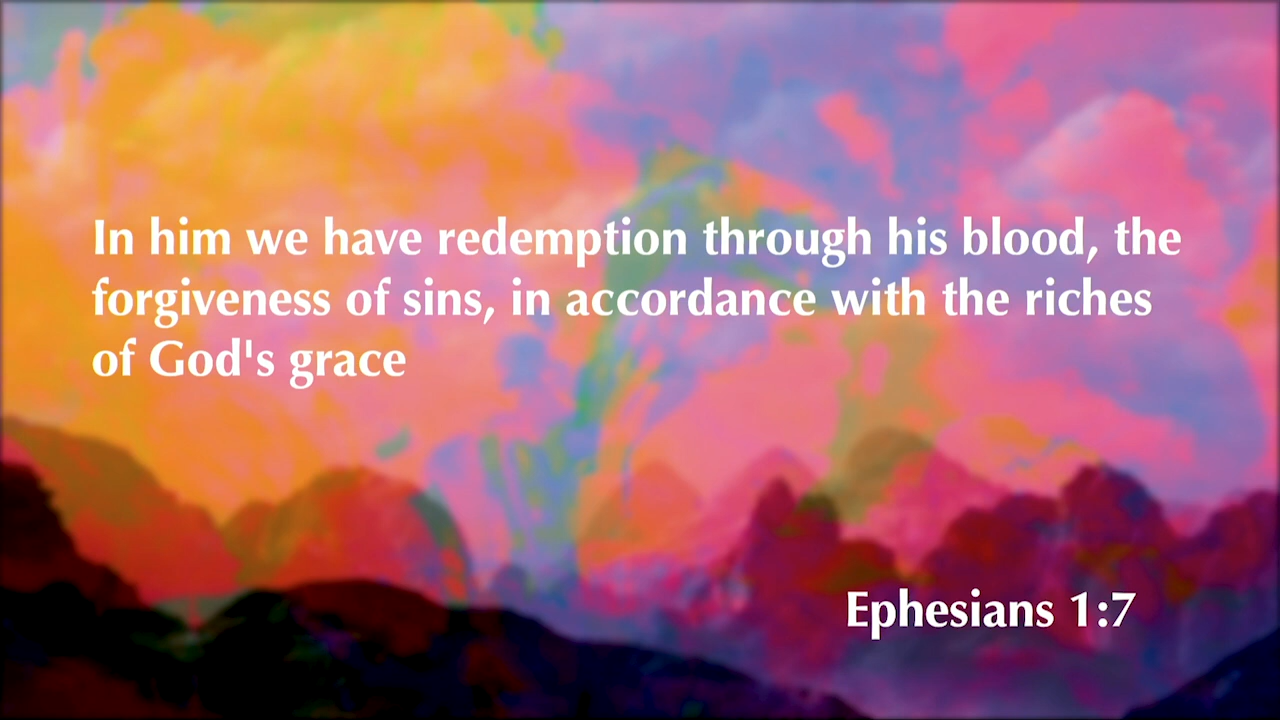 In him we have redemption through his blood, the
forgiveness of sins, in accordance with the riches
of God's grace
Ephesians 1:7